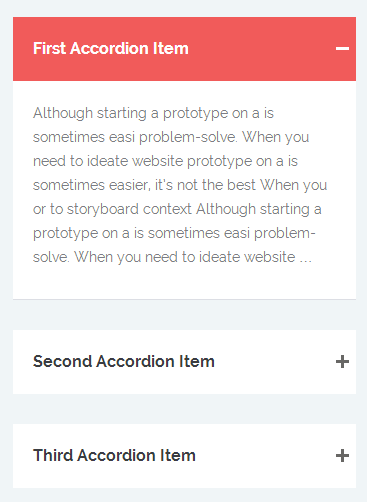 First Accordion Item
Although starting a prototype on a is
sometimes easi problem-solve. When you
need to ideate website prototype on a is
sometimes easier, it's not the best When you
or to storyboard context Although starting a
prototype on a is sometimes easi problem-
solve. When you need to ideate website ...
Second Accordion Item
Third Accordion Item